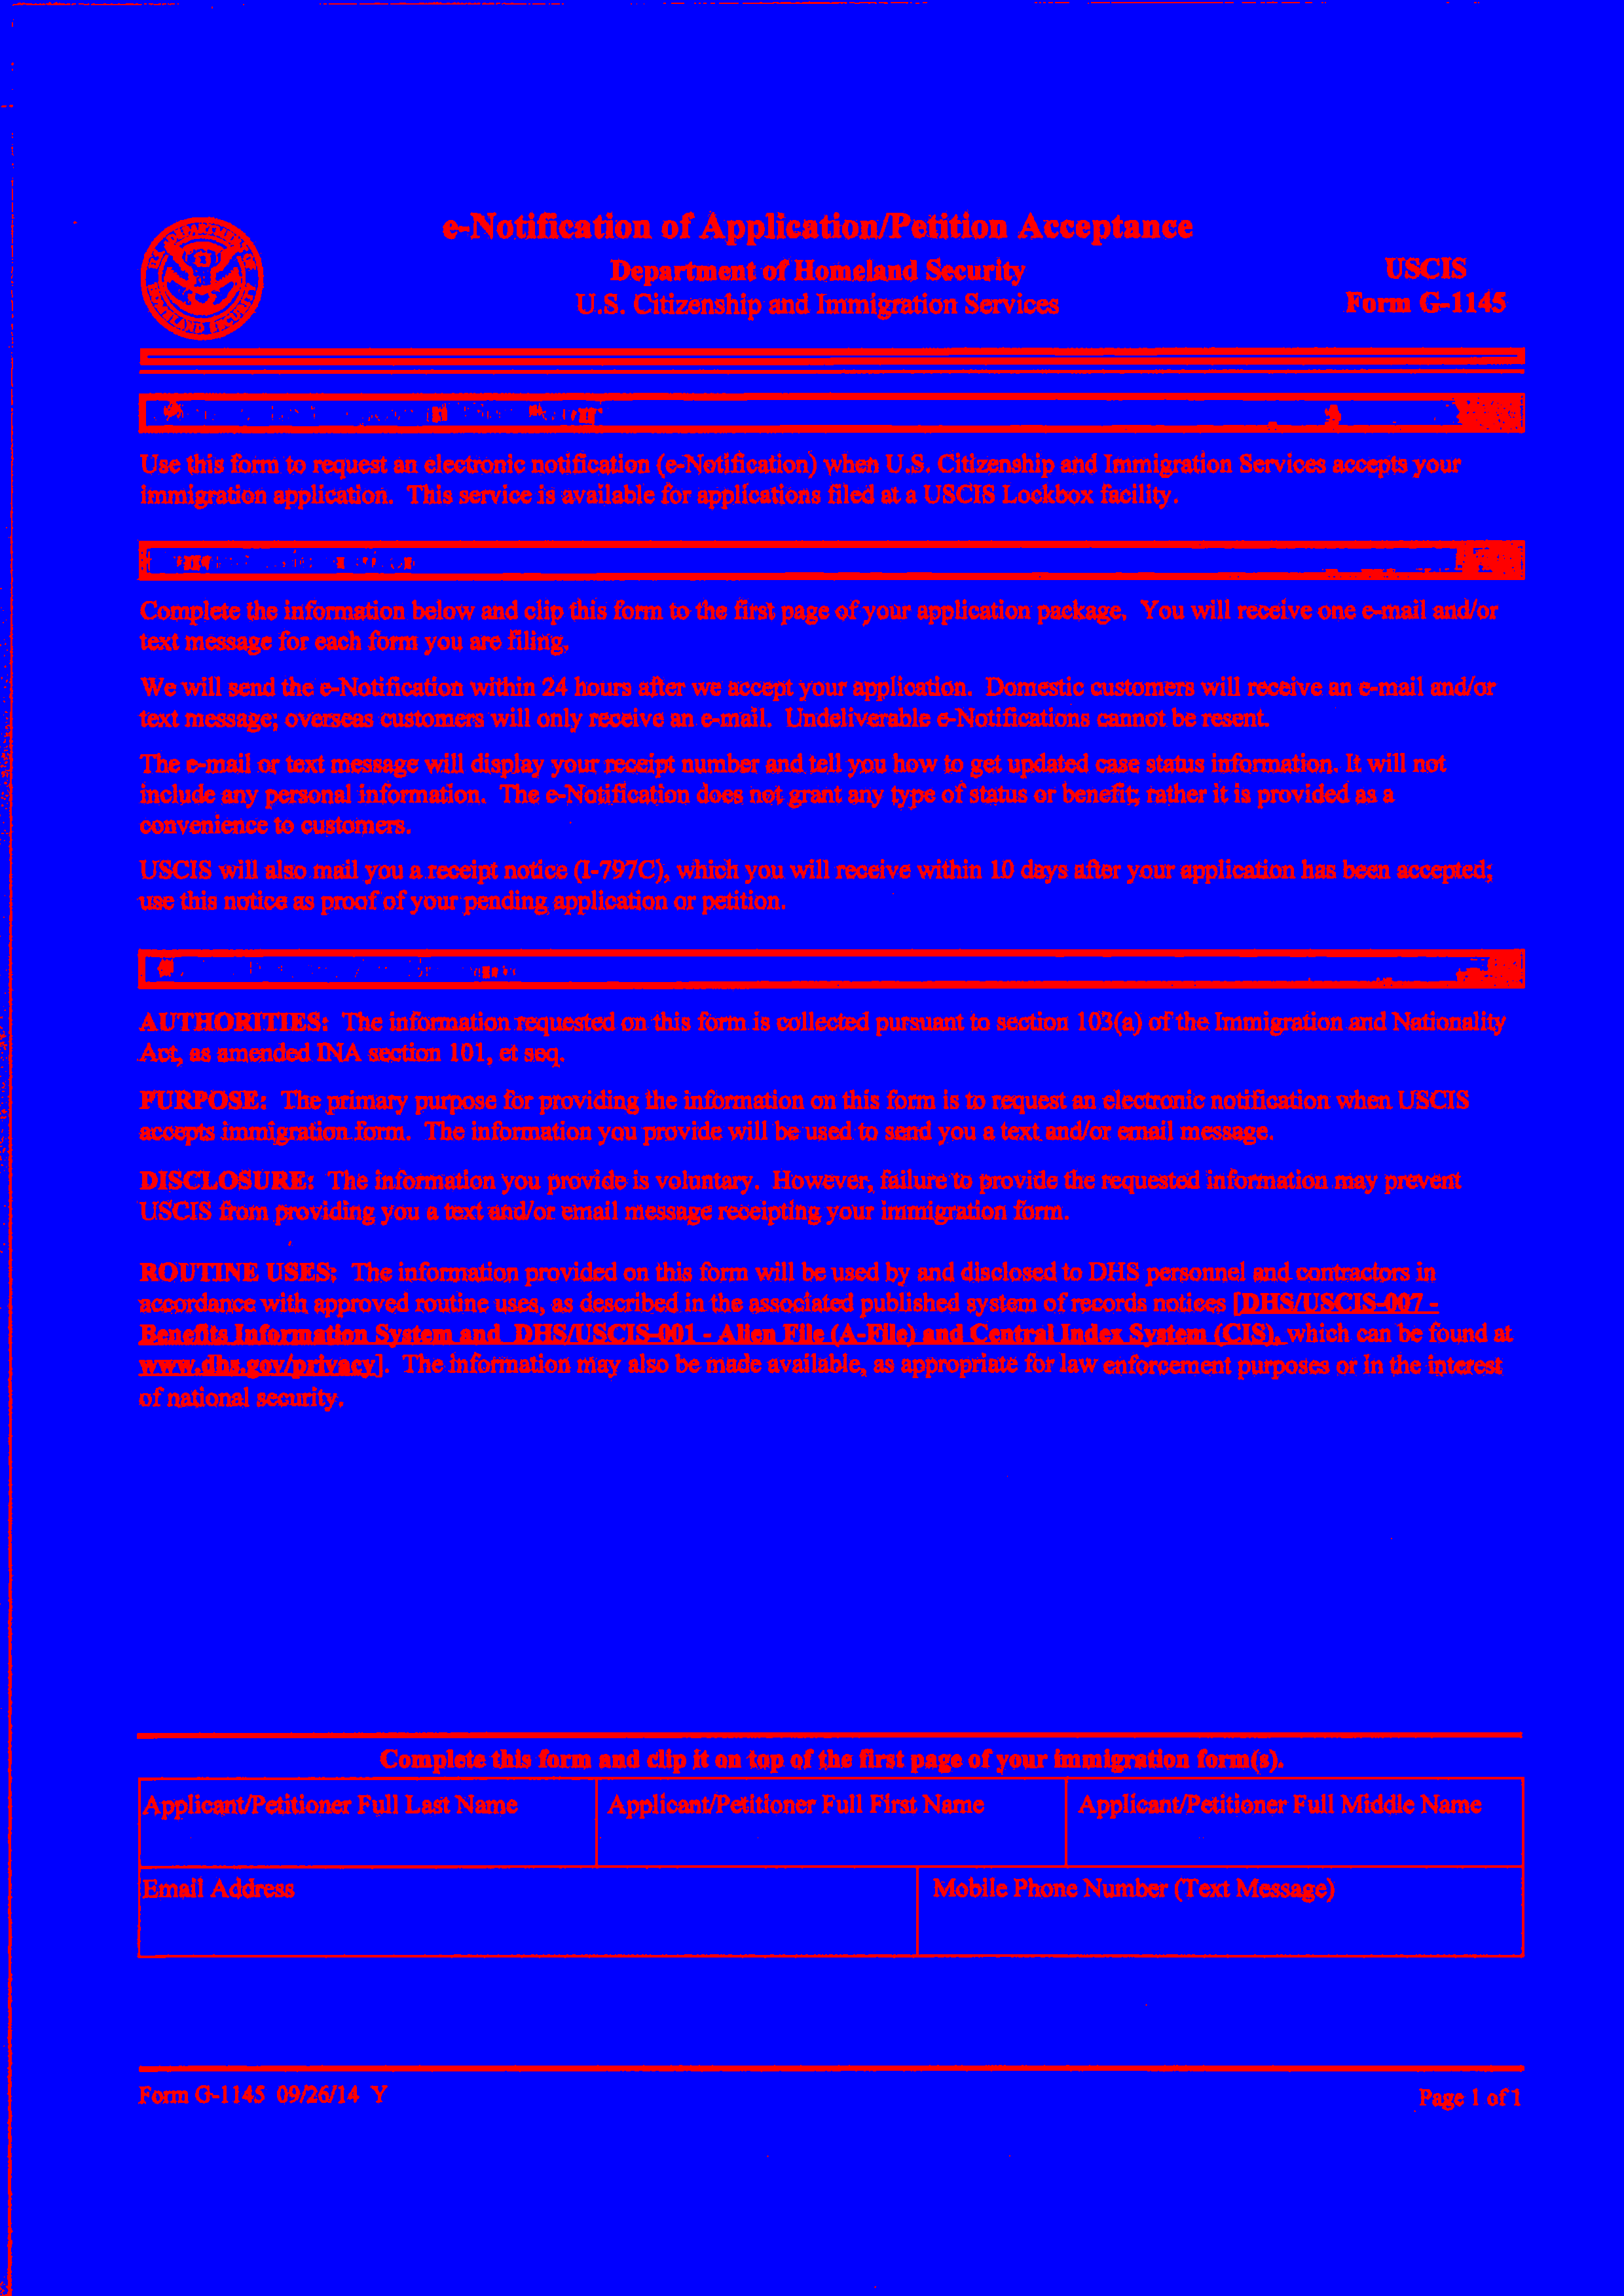 e-Notification of Application/Petition Acceptance
Department of Homeland Security
U.S. Citizenship and Immigration Services
USCIS
Form G-1145
U.S. DEPARTMENT OF HOMELAND SECURITY
Use this form to request an electronic notification (e-Notification) when U.S. Citizenship and Immigration Services accepts your
immigration application. This service is available for applications filed at a USCIS Lockbox facility.
Complete the information below and clip this form to the first page of your application package. You will receive one e-mail and/or
text message for each form you are filing.
We will send the e-Notification within 24 hours after we accept your application. Domestic customers will receive an e-mail and/or
text message; overseas customers will only receive an e-mail. Undeliverable e-Notifications cannot be resent.
The e-mail or text message will display your receipt number and tell you how to get updated case status information. It will not
include any personal information. The e-Notification does not grant any type of status or benefit; rather it is provided as a
convenience to customers.
USCIS will also mail you a receipt notice (I-797C), which you will receive within 10 days after your application has been accepted;
use this notice as proof of your pending application or petition.
AUTHORITIES: The information requested on this form is collected pursuant to section 103(a) of the Immigration and Nationality
Act, as amended INA section 101, et seq.
PURPOSE: The primary purpose for providing the information on this form is to request an electronic notification when USCIS
accepts immigration form. The information you provide will be used to send you a text and/or email message.
DISCLOSURE: The information you provide is voluntary. However, failure to provide the requested information may prevent
USCIS from providing you a text and/or email message receipting your immigration form.
ROUTINE USES: The information provided on this form will be used by and disclosed to DHS personnel and contractors in
accordance with approved routine uses, as described in the associated published system of records notices [DHS/USCIS-007 -
Benefits Information System and DHS/USCIS-001 - Alien File (A-File) and Central Index System (CIS), which can be found at
www.dhs.gov/privacy]. The information may also be made available, as appropriate for law enforcement purposes or in the interest
of national security.
Complete this form and clip it on top of the first page of your immigration form(s).
Applicant/Petitioner Full Last Name
Applicant/Petitioner Full First Name
Applicant/Petitioner Full Middle Name
Email Address
Mobile Phone Number (Text Message)
Form G-1145 09/26/14 Y
Page 1 of 1